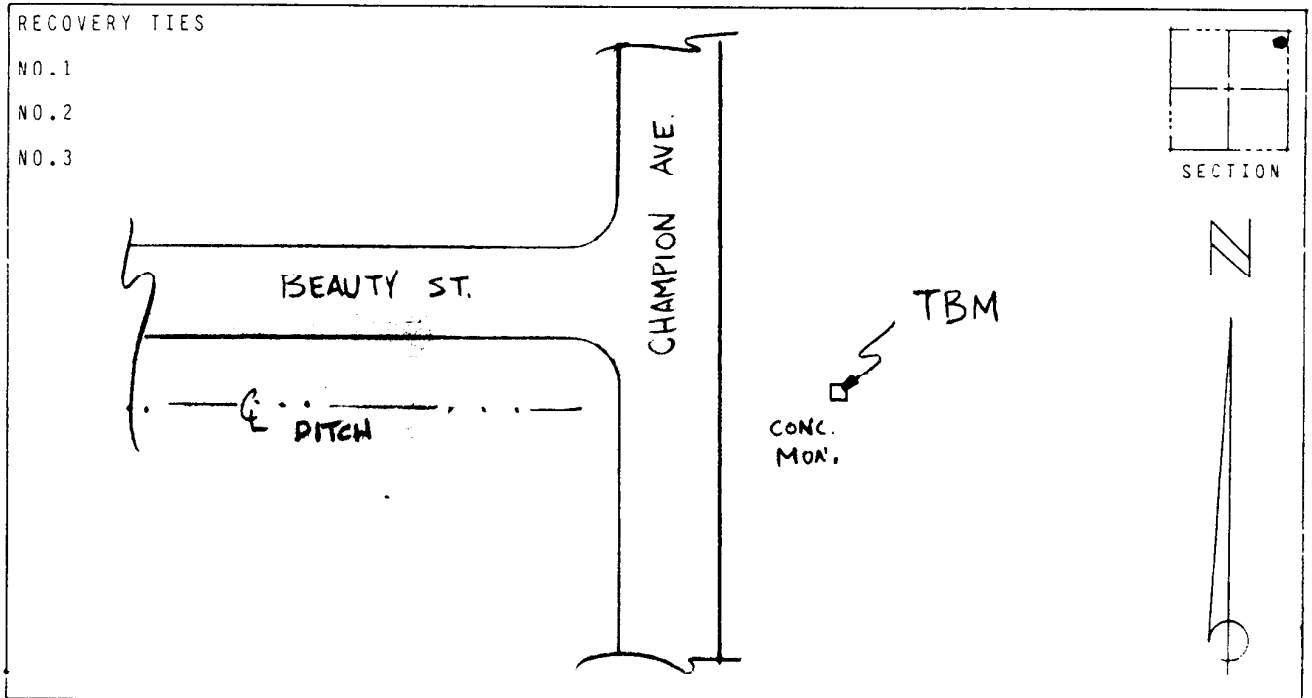 RECOVERY TIES
NO.1
NO.2
NO.3
SECTION
N
CHAMPION AVE.
BEAUTY ST.
TBM
℄ DITCH
CONC.
MON.